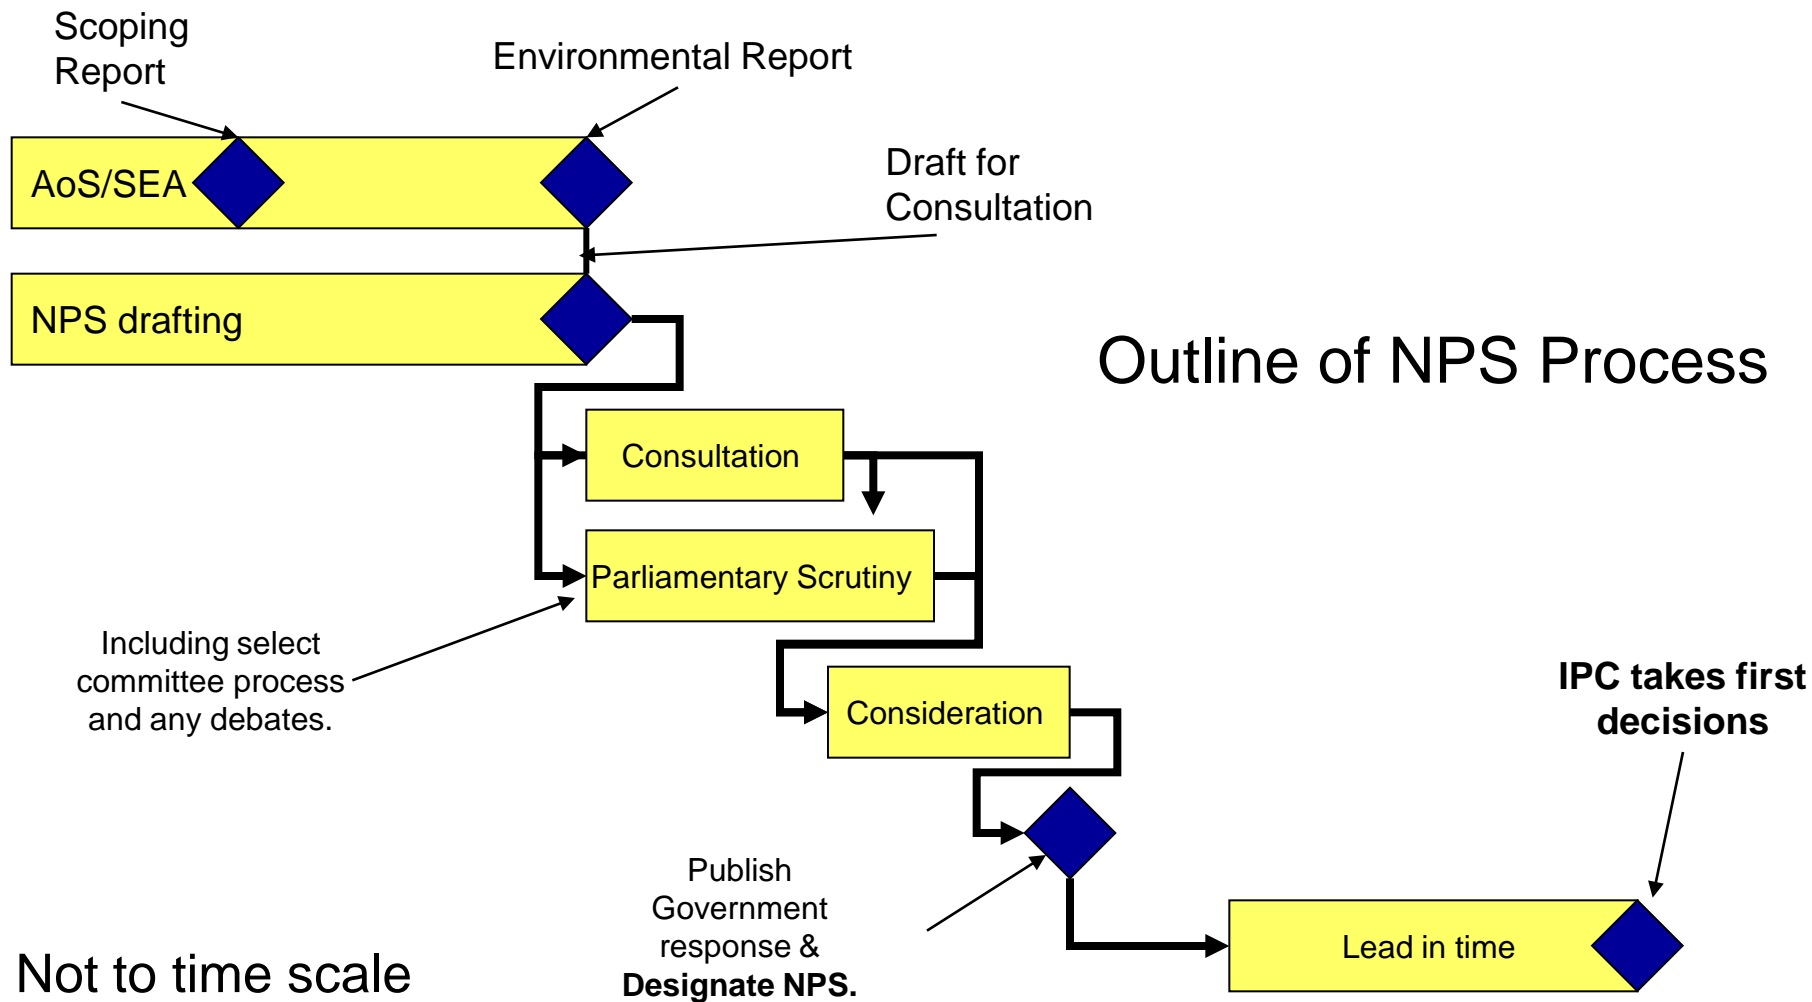 Scoping
Report
Environmental Report
AoS/SEA
Draft for
Consultation
NPS drafting
Outline of NPS Process
Consultation
Parliamentary Scrutiny
Including select
committee process
and any debates.
Consideration
IPC takes first
decisions
Publish
Government
response &
Designate NPS.
Lead in time
Not to time scale